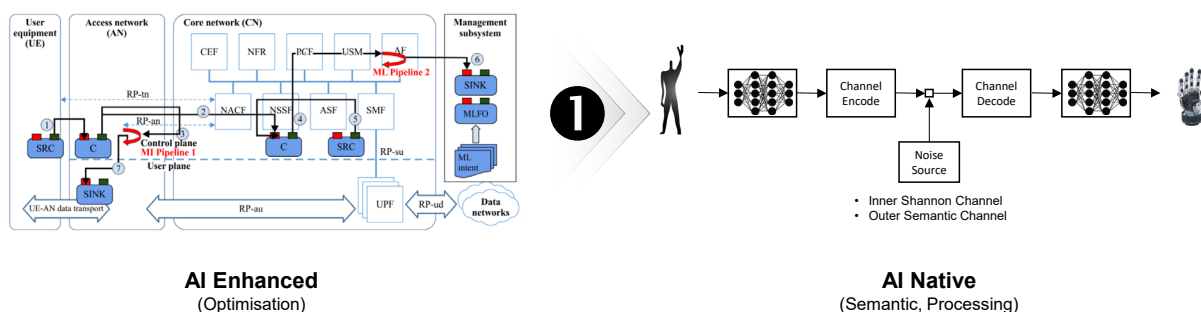 User
equipment (UE)
Access network
(AN)
Core network (CN)
Management
subsystem
CEF
NFR
PCF
USM
AF
ML Pipeline 2
6
SINK
MLFO
ML
intent
RP-tn
NACF
NSSF
ASF
SMF
2
4
5
1
RP-an
3
SRC
C
Control plane
MI Pipeline 1
User plane
C
SRC
RP-su
7
SINK
UE-AN data transport
RP-au
UPF
RP-ud
Data
networks
AI Enhanced
(Optimisation)
1
Channel
Encode
Channel
Decode
Noise
Source
• Inner Shannon Channel
• Outer Semantic Channel
AI Native
(Semantic, Processing)